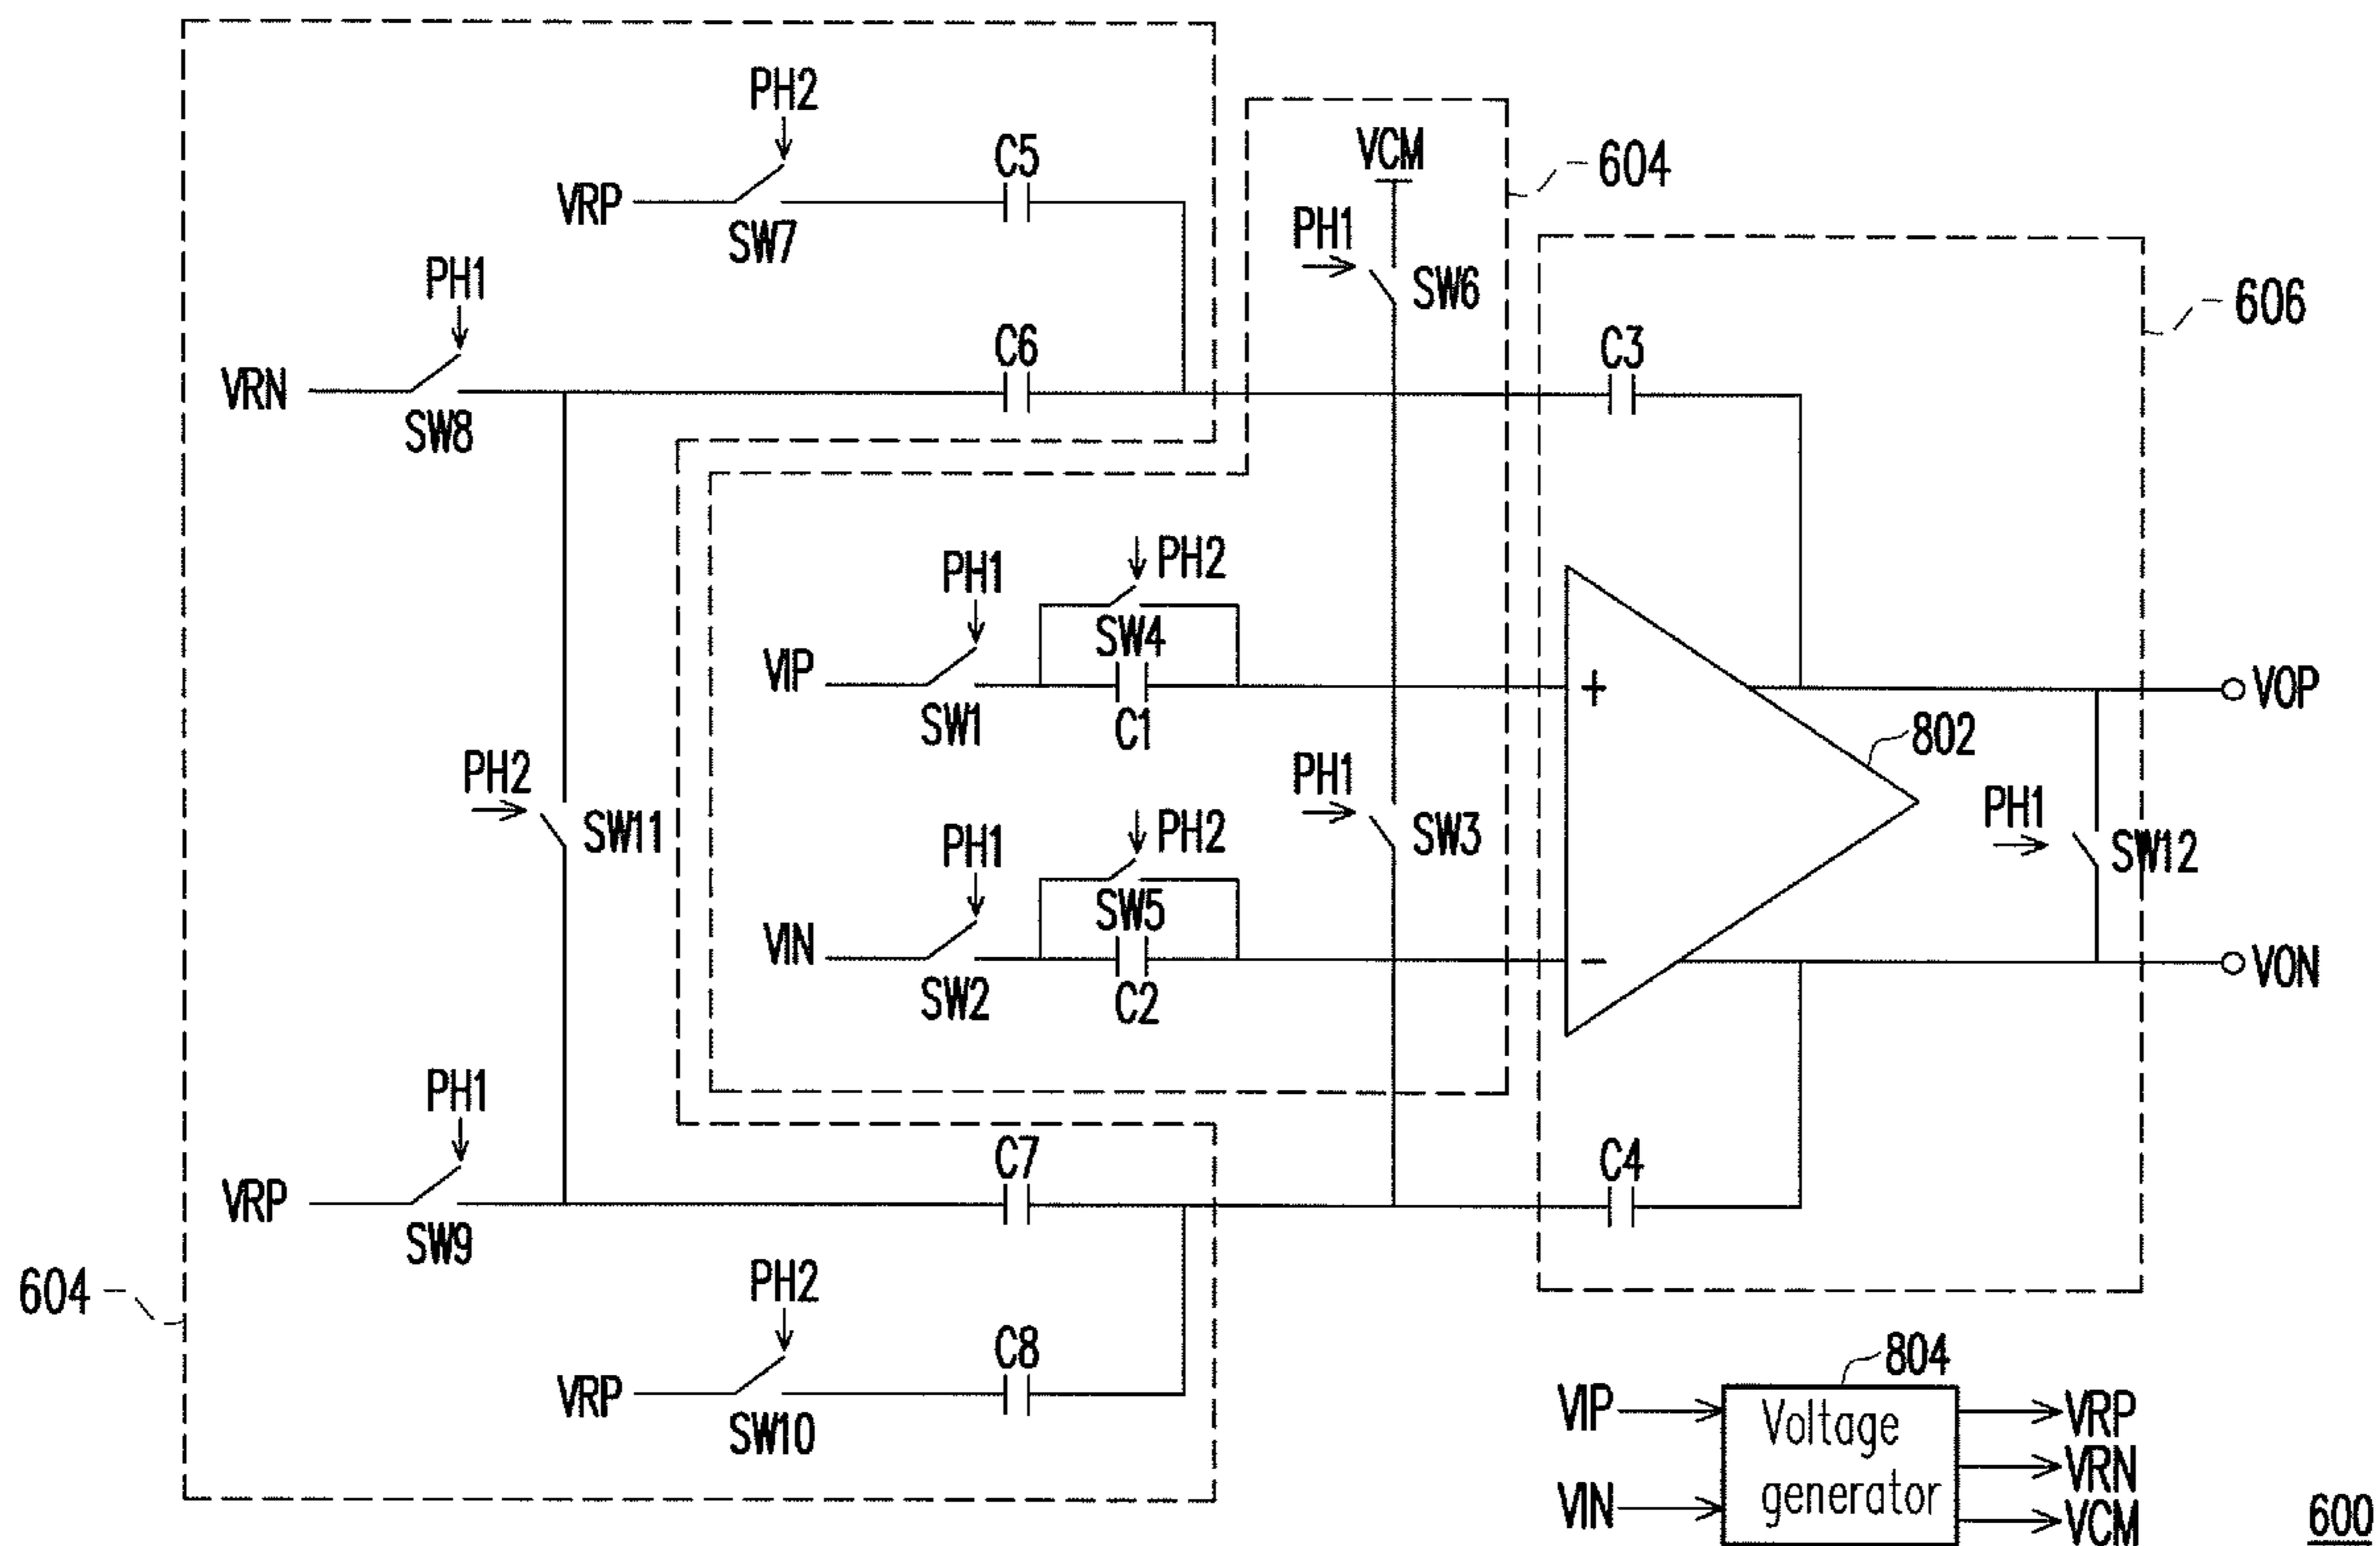 PH2
C5
VRP
SW7
VCM
604
PH1
SW6
606
PH1
C6
C3
VRN
SW8
PH1
PH2
SW4
VIP
SW1
C1
VOP
802
PH2
SW11
PH1
SW3
PH1
SW12
PH1
PH2
SW5
VIN
SW2
C2
VON
PH1
C7
C4
VRP
SW9
604
PH2
C8
VRP
SW10
804
VIP
VIN
Voltage
generator
VRP
VRN
VCM
600
+
-